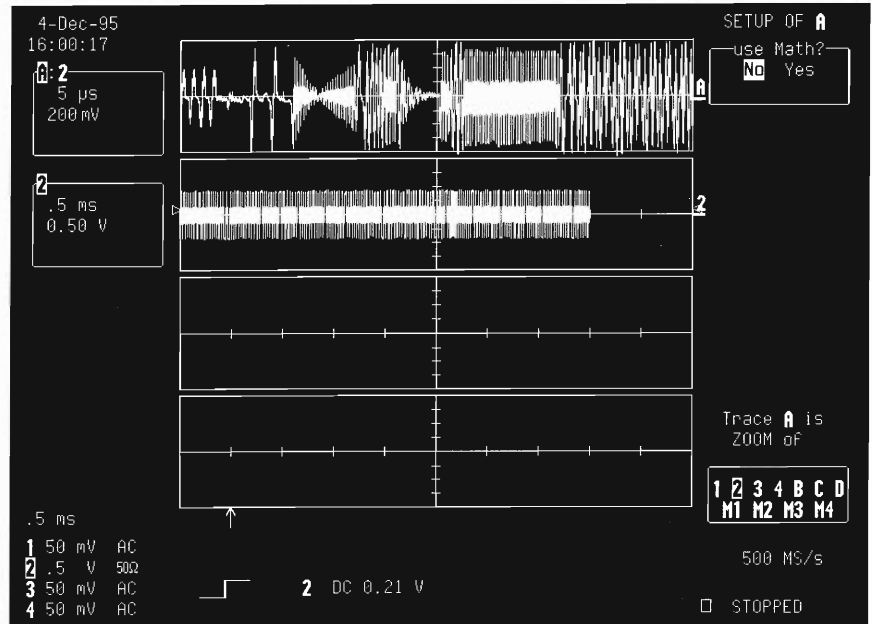 4-Dec-95
16:00:17
A:2
5 µs
200 mV
2
.5 ms
0.50 V
A
2
SETUP OF A
use Math?
No Yes
Trace A is
ZOOM of
1 2 3 4 B C D
M1 M2 M3 M4
500 MS/s
□ STOPPED
.5 ms
1 50 mV AC
2 .5 V 50Ω
3 50 mV AC
4 50 mV AC
2 DC 0.21 V